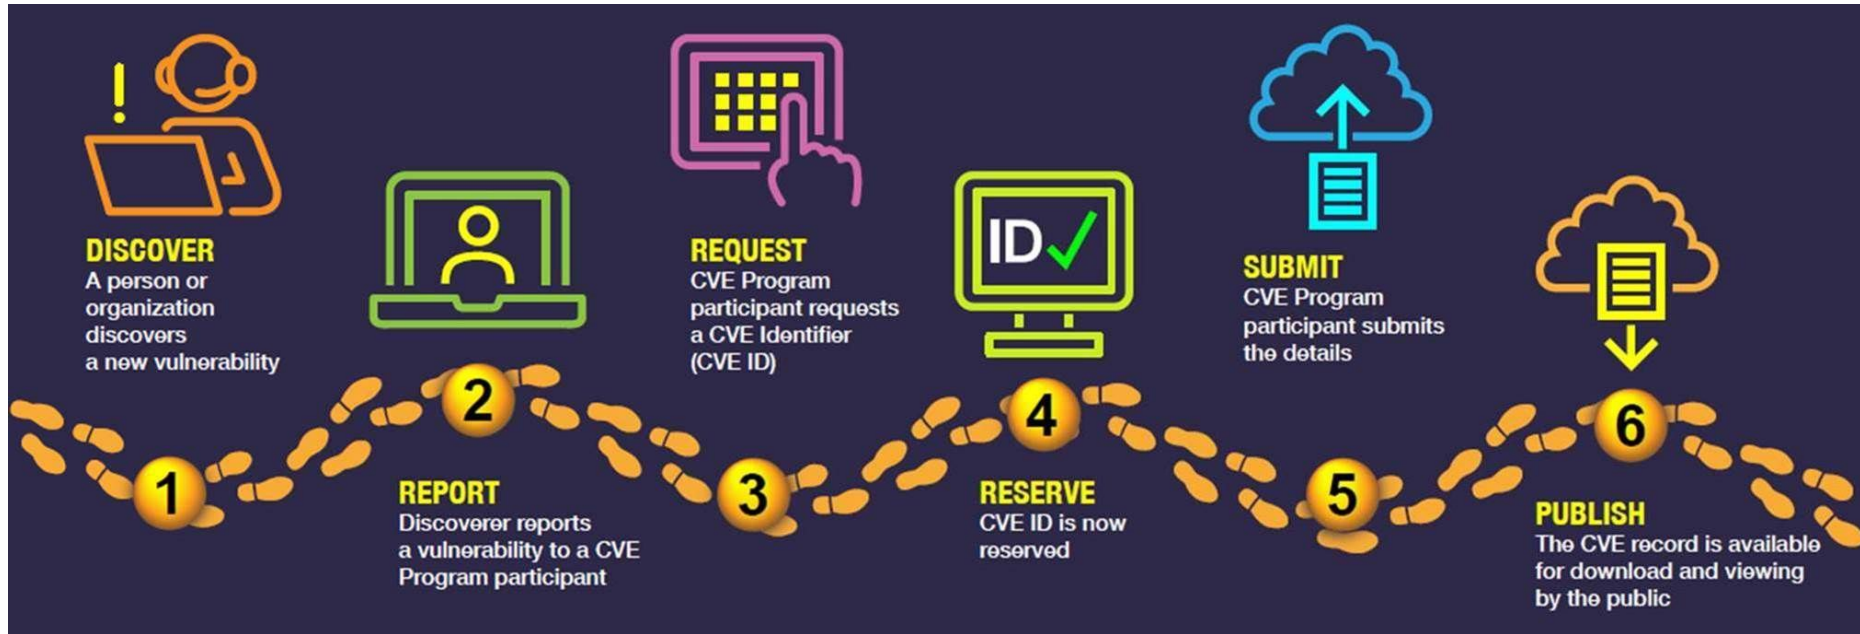 DISCOVER
A person or
organization
discovers
a new vulnerability
1
2
REPORT
Discoverer reports
a vulnerability to a CVE
Program participant
REQUEST
CVE Program
participant requests
a CVE Identifier
(CVE ID)
3
ID
4
RESERVE
CVE ID is now
reserved
SUBMIT
CVE Program
participant submits
the details
5
6
PUBLISH
The CVE record is available
for download and viewing
by the public